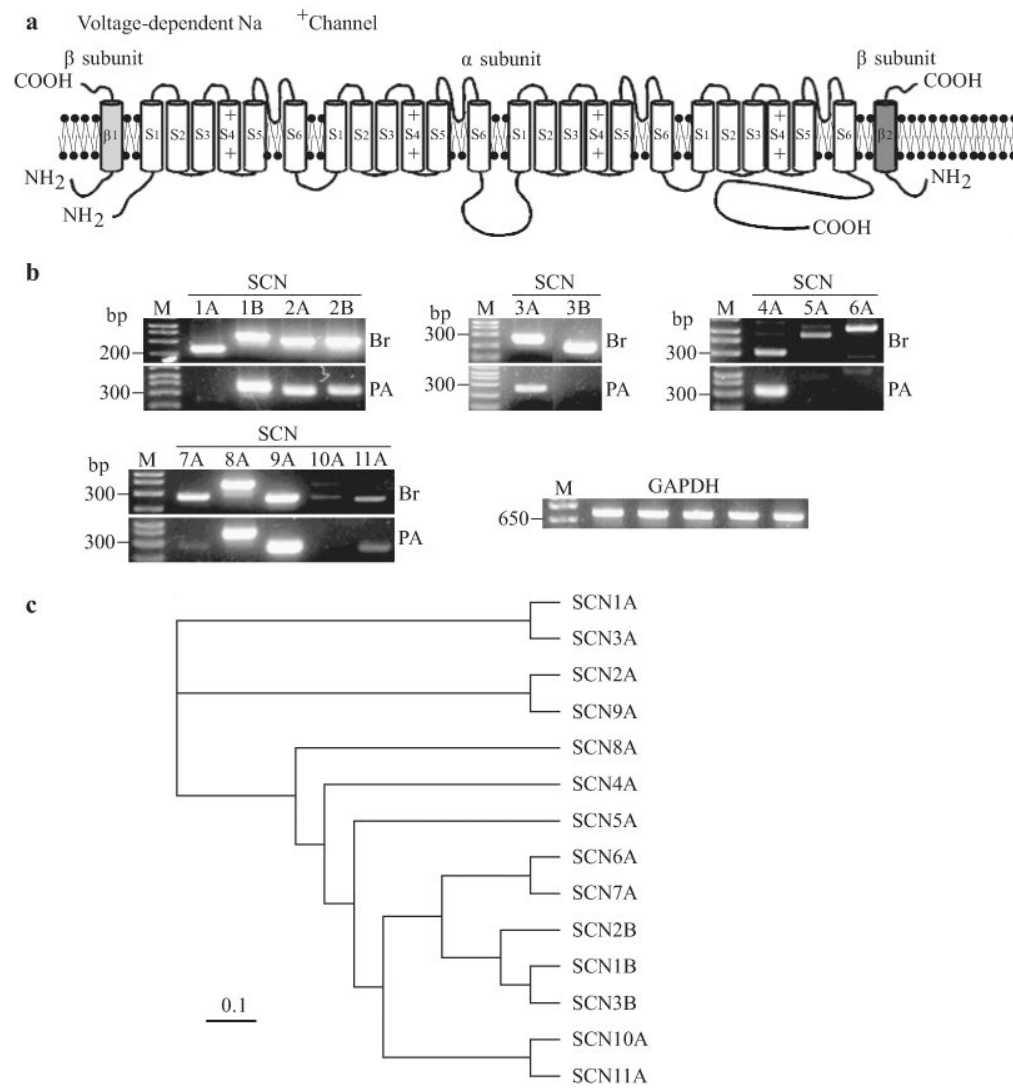 a Voltage-dependent Na +Channel
β subunit α subunit β subunit
COOH COOH
β1 S1 S2 S3 S4 S5 S6 S1 S2 S3 S4 S5 S6 S1 S2 S3 S4 S5 S6 S1 S2 S3 S4 S5 S6 β2
+ + + +
+ + + +
NH2 NH2
NH2 COOH
b
SCN SCN SCN
M 1A 1B 2A 2B M 3A 3B M 4A 5A 6A
bp
200 Br 300 Br bp 300 Br
300 PA 300 PA 300 PA
SCN
bp M 7A 8A 9A 10A 11A
300 Br
300 PA
M GAPDH
650
c
SCN1A
SCN3A
SCN2A
SCN9A
SCN8A
SCN4A
SCN5A
SCN6A
SCN7A
SCN2B
SCN1B
SCN3B
SCN10A
SCN11A
0.1